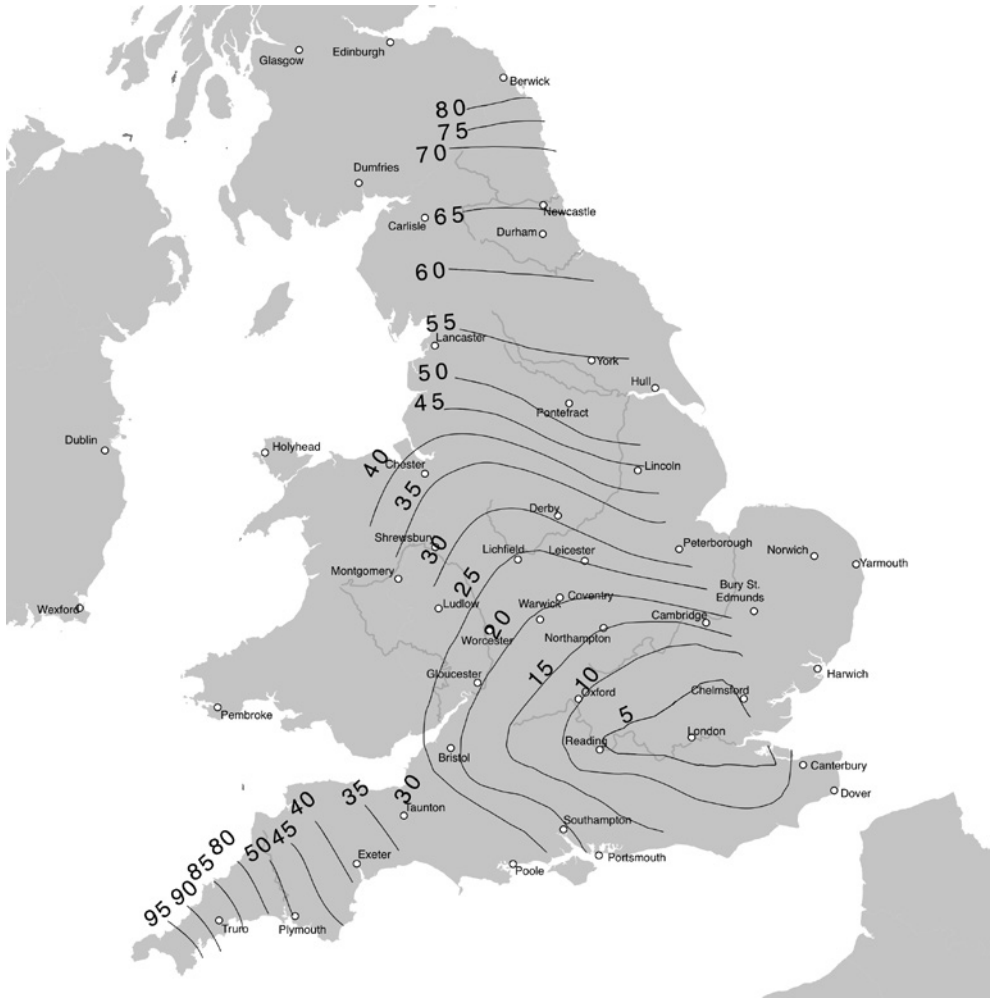 Glasgow
Edinburgh
Berwick
80
75
70
Dumfries
65
Newcastle
Carlisle
Durham
60
55
Lancaster
York
50
Hull
45
Pontefract
Dublin
Holyhead
40
Chester
Lincoln
35
Derby
Shrewsbury
30
Lichfield
Leicester
Peterborough
Norwich
Yarmouth
Montgomery
25
Bury St.
Edmunds
Wexford
Ludlow
Warwick
Coventry
20
Cambridge
Worcester
Northampton
Gloucester
15
10
Harwich
Oxford
Chelmsford
Pembroke
5
London
Reading
Bristol
Canterbury
30
35
40
Dover
Taunton
Southampton
45
50
80
85
90
95
Exeter
Portsmouth
Poole
Truro
Plymouth